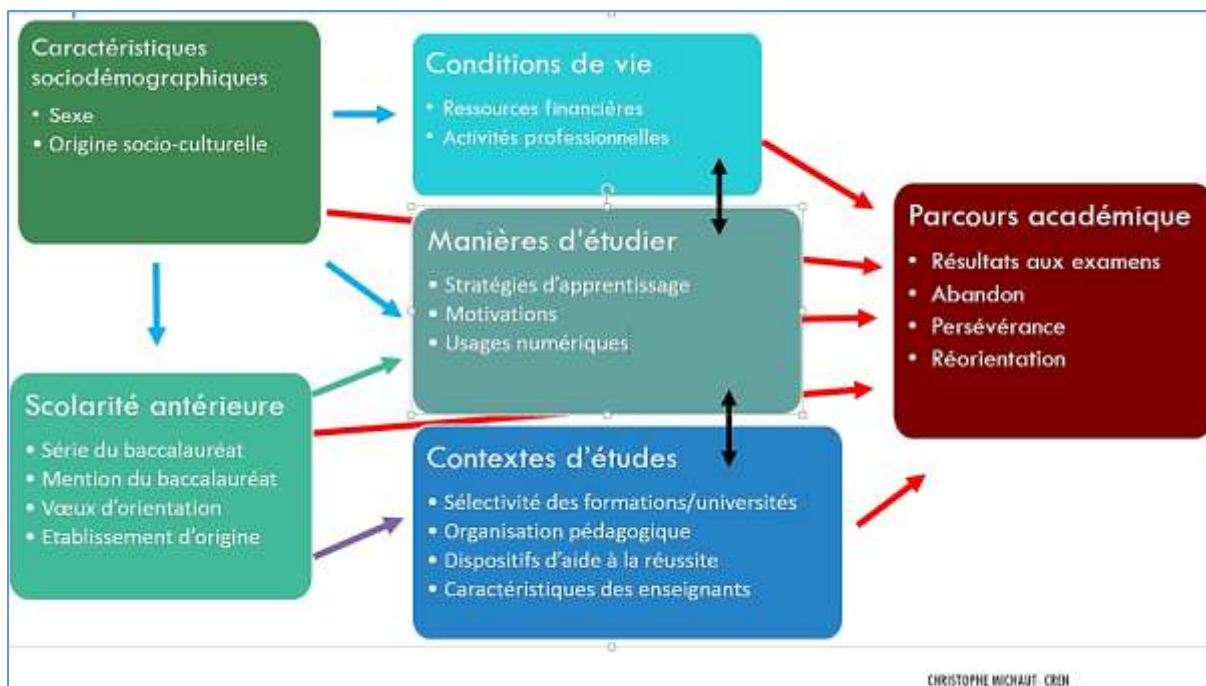 Caractéristiques
sociodémographiques
• Sexe
• Origine socio-culturelle
Conditions de vie
• Ressources financières
• Activités professionnelles
Manières d'étudier
• Stratégies d'apprentissage
• Motivations
• Usages numériques
Parcours académique
• Résultats aux examens
• Abandon
• Persévérance
• Réorientation
Scolarité antérieure
• Série du baccalauréat
• Mention du baccalauréat
• Vœux d'orientation
• Etablissement d'origine
Contextes d'études
• Sélectivité des formations/universités
• Organisation pédagogique
• Dispositifs d'aide à la réussite
• Caractéristiques des enseignants
CHRISTOPHE MICHAUT- CREN